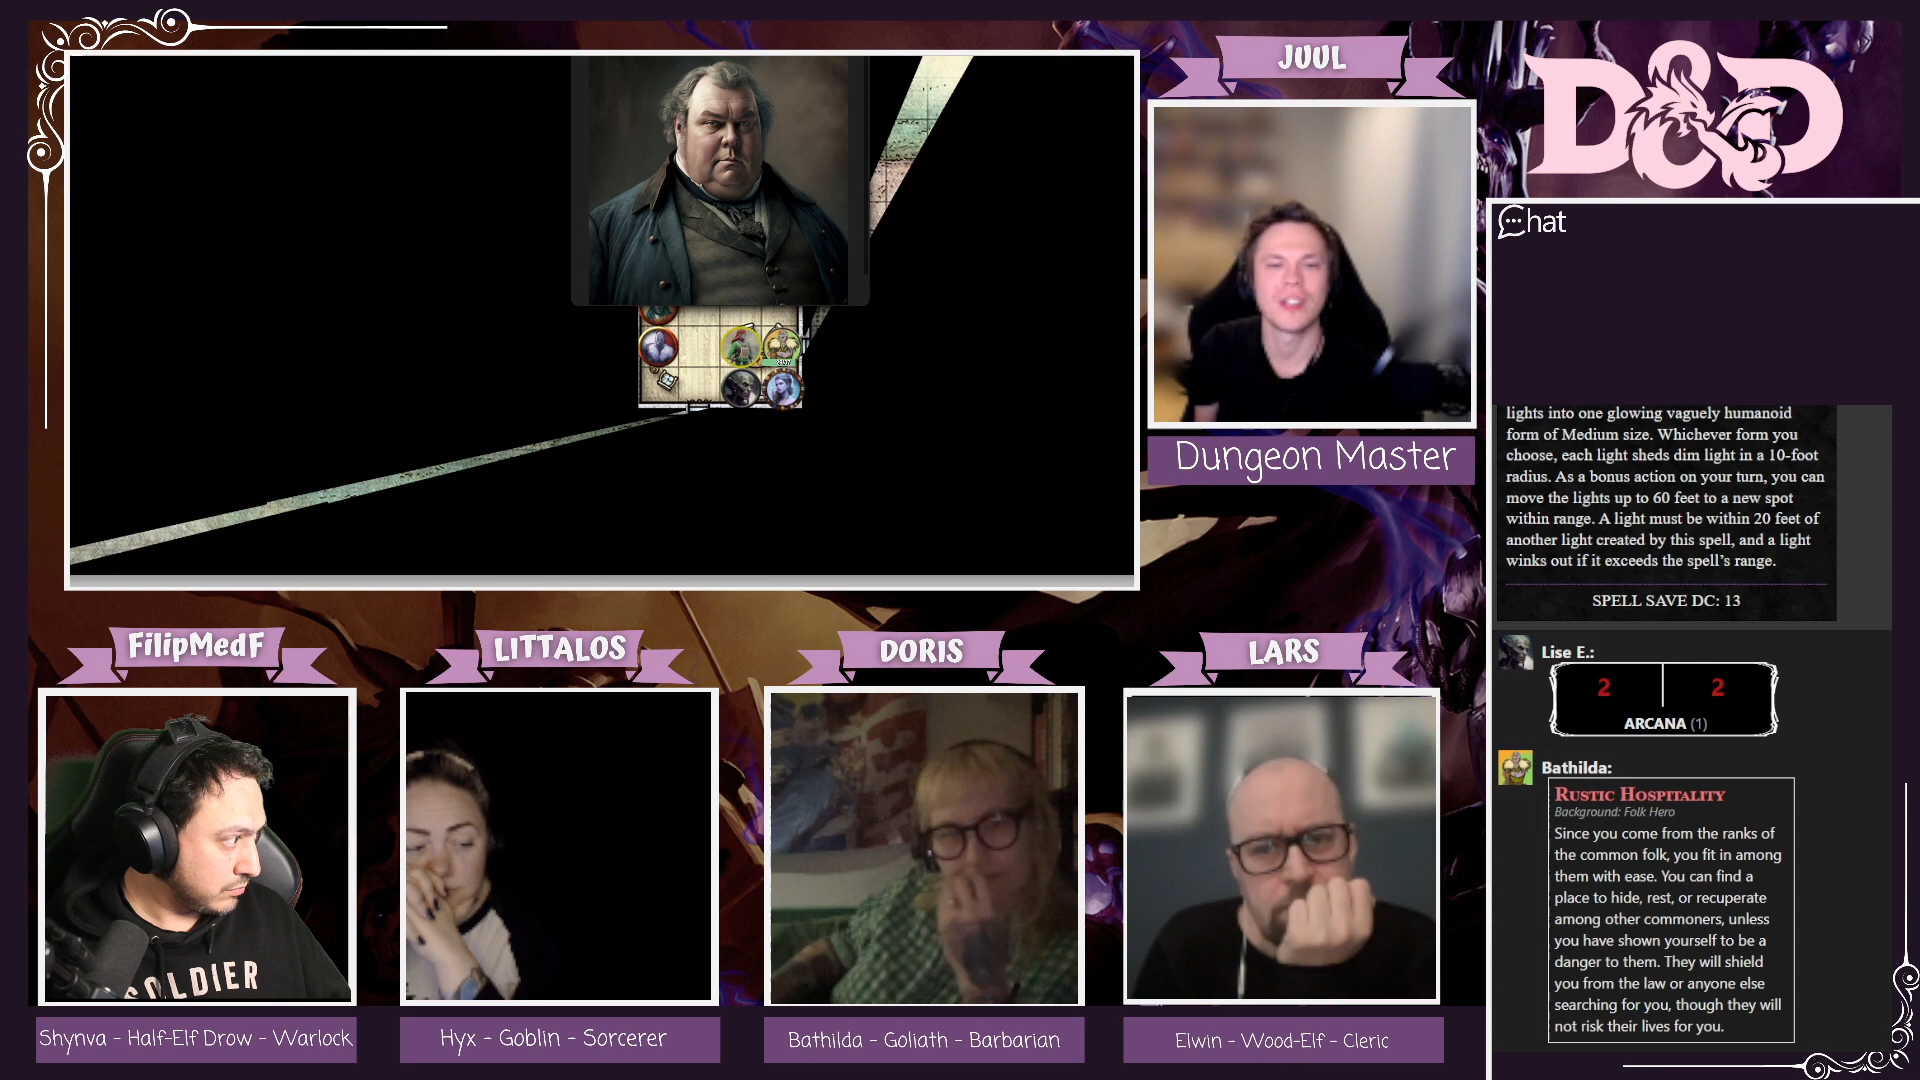 JUUL
D&D
Chat
Dungeon Master
lights into one glowing vaguely humanoid
form of Medium size. Whichever form you
choose, each light sheds dim light in a 10-foot
radius. As a bonus action on your turn, you can
move the lights up to 60 feet to a new spot
within range. A light must be within 20 feet of
another light created by this spell, and a light
winks out if it exceeds the spell's range.
SPELL SAVE DC: 13
Lise E.:
2 2
ARCANA (1)
Bathilda:
Rustic Hospitality
Background: Folk Hero
Since you come from the ranks of
the common folk, you fit in among
them with ease. You can find a
place to hide, rest, or recuperate
among other commoners, unless
you have shown yourself to be a
danger to them. They will shield
you from the law or anyone else
searching for you, though they will
not risk their lives for you.
FilipMedF
LITTALOS
DORIS
LARS
SOLDIER
Shynva - Half-Elf Drow - Warlock
Hyx - Goblin - Sorcerer
Bathilda - Goliath - Barbarian
Elwin - Wood-Elf - Cleric